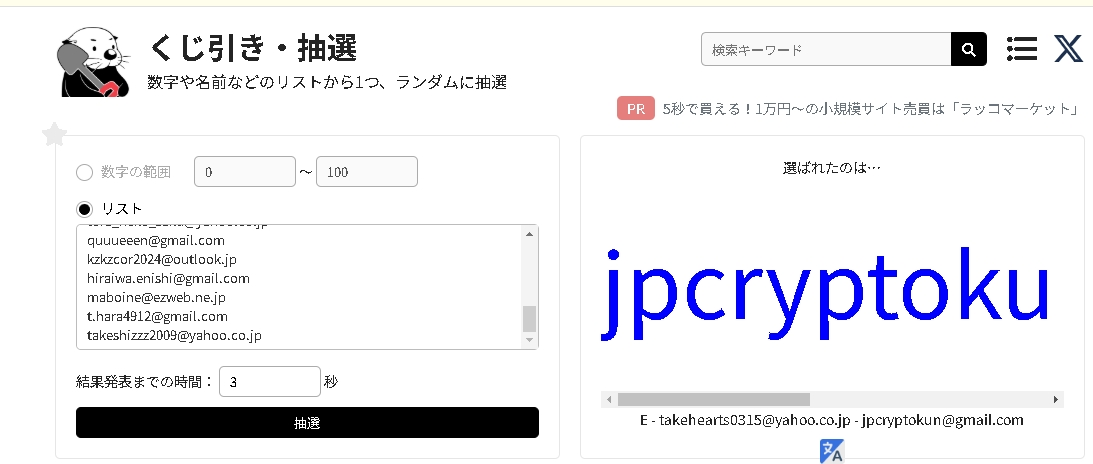 くじ引き・抽選
数字や名前などのリストから1つ、ランダムに抽選
検索キーワード
PR 5秒で買える！1万円～の小規模サイト売買は「ラッコマーケット」
数字の範囲 0 ～ 100
リスト
quuueeen@gmail.com
kzkzcor2024@outlook.jp
hiraiwa.enishi@gmail.com
maboine@ezweb.ne.jp
t.hara4912@gmail.com
takeshizzz2009@yahoo.co.jp
結果発表までの時間： 3 秒
抽選
選ばれたのは…
jpcryptoku
E - takehearts0315@yahoo.co.jp - jpcryptokun@gmail.com